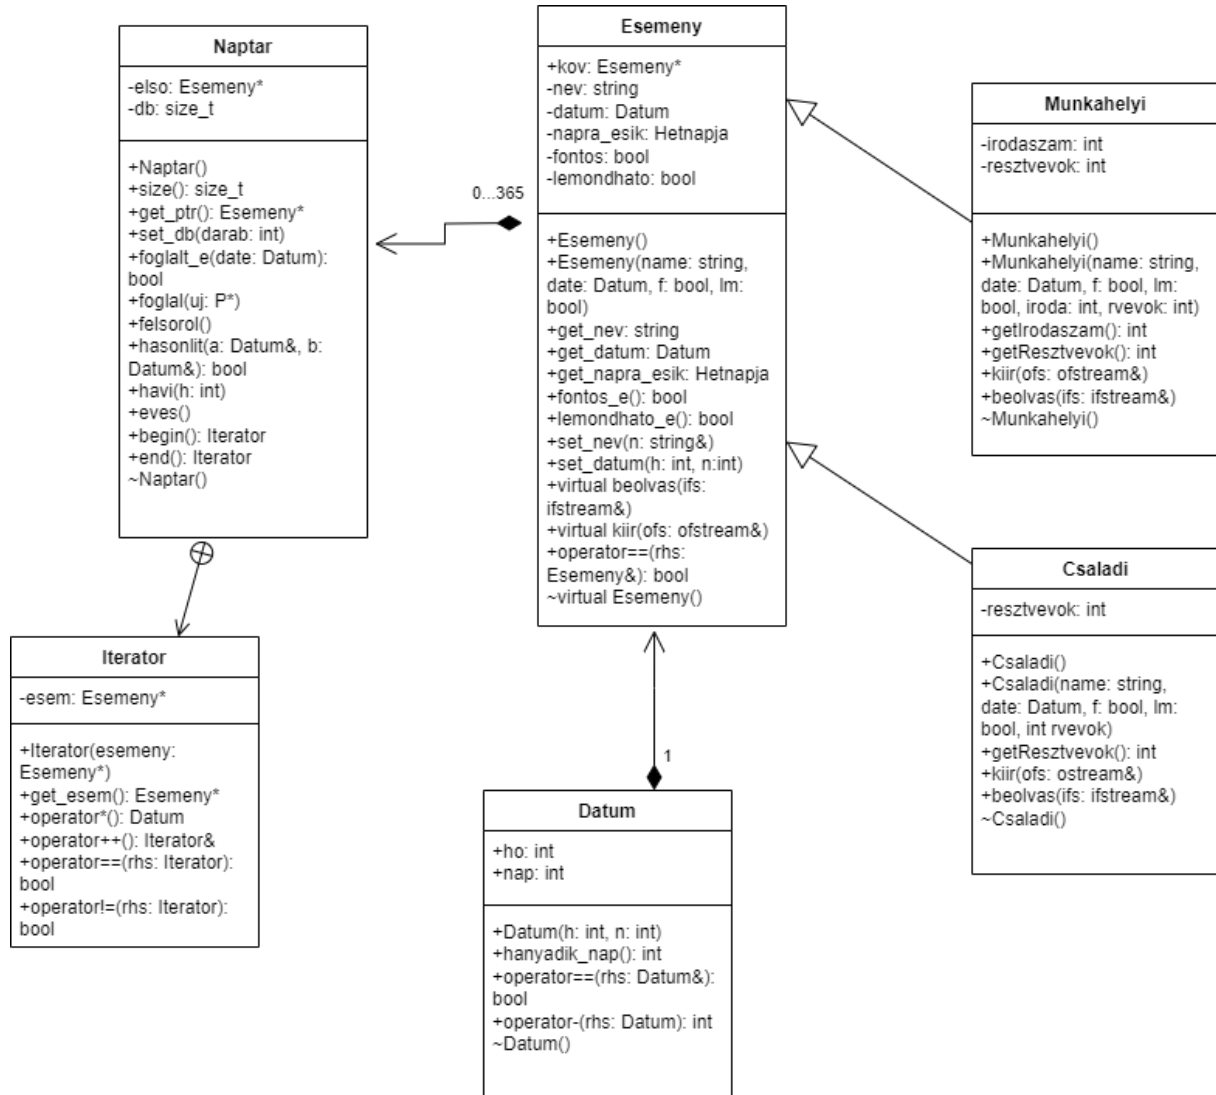 Naptar
-elso: Esemeny*
-db: size_t
+Naptar()
+size(): size_t
+get_ptr(): Esemeny*
+set_db(darab: int)
+foglalt_e(date: Datum):
bool
+foglal(uj: P*)
+felsorol()
+hasonlit(a: Datum&, b:
Datum&): bool
+havi(h: int)
+eves()
+begin(): Iterator
+end(): Iterator
~Naptar()
0...365
Esemeny
+kov: Esemeny*
-nev: string
-datum: Datum
-napra_esik: Hetnapja
-fontos: bool
-lemondhato: bool
+Esemeny()
+Esemeny(name: string,
date: Datum, f: bool, lm:
bool)
+get_nev: string
+get_datum: Datum
+get_napra_esik: Hetnapja
+fontos_e(): bool
+lemondhato_e(): bool
+set_nev(n: string&)
+set_datum(h: int, n:int)
+virtual beolvas(ifs:
ifstream&)
+virtual kiir(ofs: ofstream&)
+operator==(rhs:
Esemeny&): bool
~virtual Esemeny()
Munkahelyi
-irodaszam: int
-resztvevok: int
+Munkahelyi()
+Munkahelyi(name: string,
date: Datum, f: bool, lm:
bool, iroda: int, rvevok: int)
+getIrodaszam(): int
+getResztvevok(): int
+kiir(ofs: ofstream&)
+beolvas(ifs: ifstream&)
~Munkahelyi()
Csaladi
-resztvevok: int
+Csaladi()
+Csaladi(name: string,
date: Datum, f: bool, lm:
bool, int rvevok)
+getResztvevok(): int
+kiir(ofs: ostream&)
+beolvas(ifs: ifstream&)
~Csaladi()
Iterator
-esem: Esemeny*
+Iterator(esemeny:
Esemeny*)
+get_esem(): Esemeny*
+operator*(): Datum
+operator++(): Iterator&
+operator==(rhs: Iterator):
bool
+operator!=(rhs: Iterator):
bool
1
Datum
+ho: int
+nap: int
+Datum(h: int, n: int)
+hanyadik_nap(): int
+operator==(rhs: Datum&):
bool
+operator-(rhs: Datum): int
~Datum()